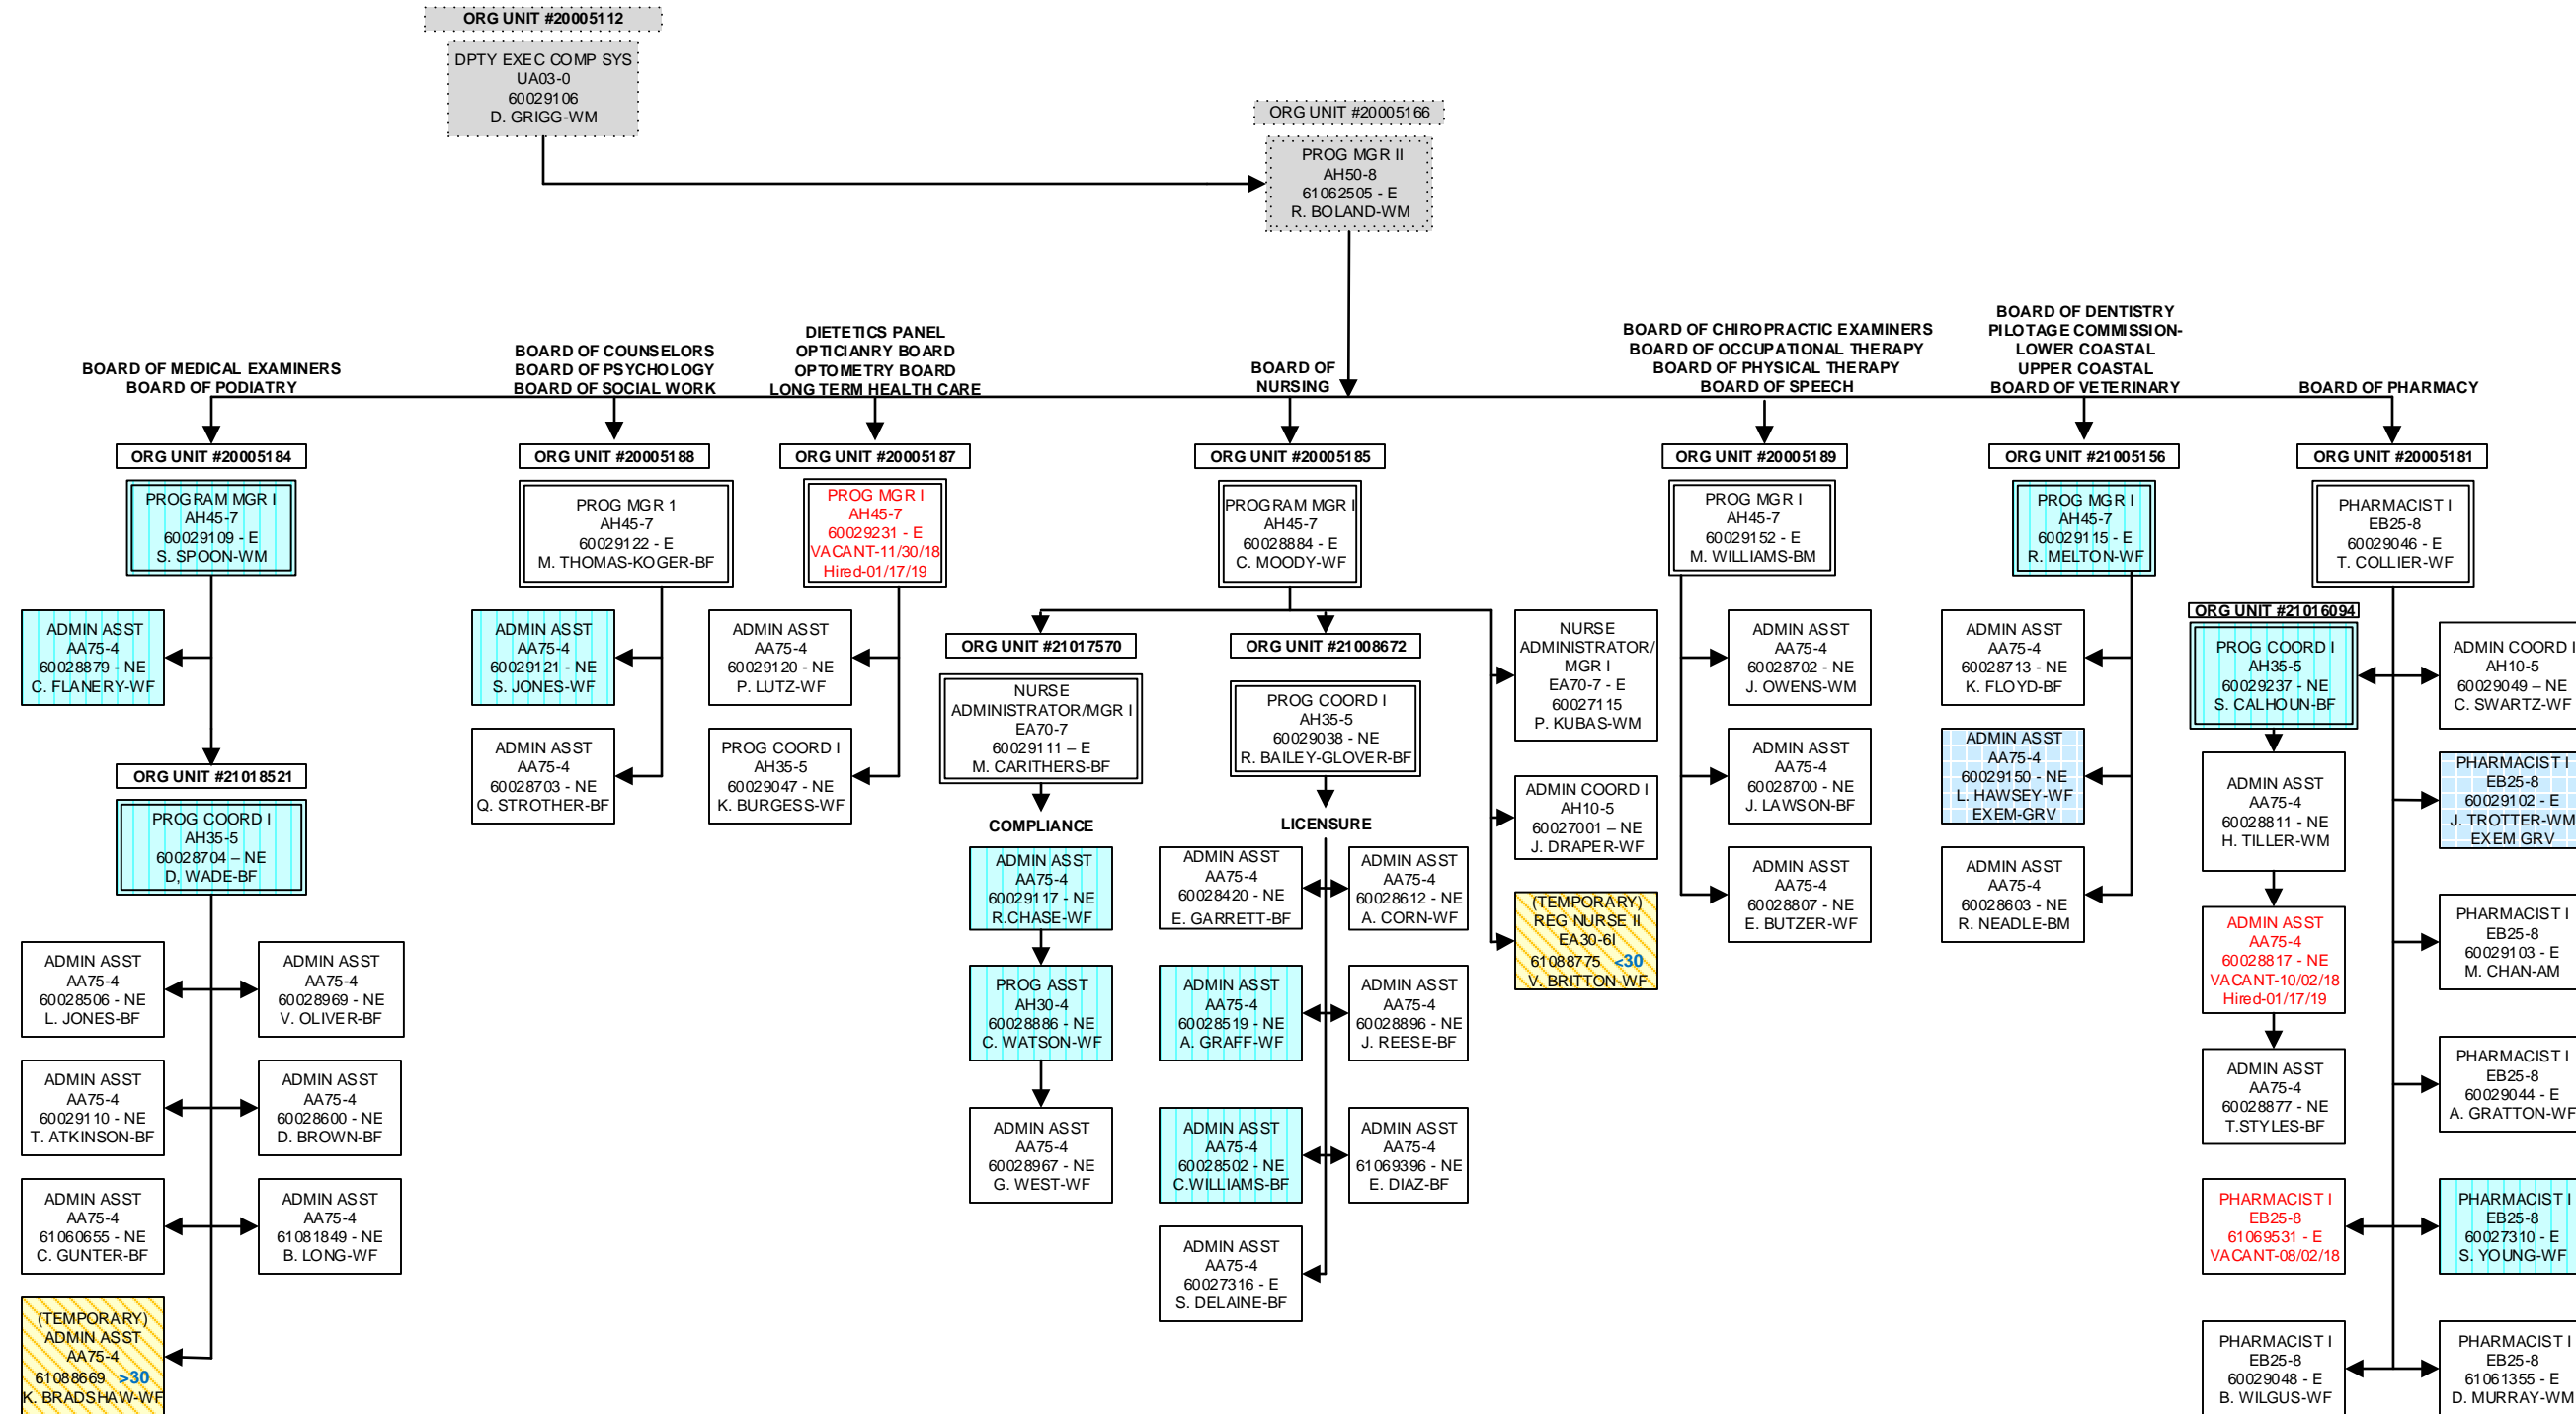 ORG UNIT #20005112
DPTY EXEC COMP SYS
UA03-0
60029106
D. GRIGG-WM
ORG UNIT #20005166
PROG MGR II
AH50-8
61062505 - E
R. BOLAND-WM
BOARD OF MEDICAL EXAMINERS
BOARD OF PODIATRY
BOARD OF COUNSELORS
BOARD OF PSYCHOLOGY
BOARD OF SOCIAL WORK
DIETETICS PANEL
OPTICIANRY BOARD
OPTOMETRY BOARD
LONG TERM HEALTH CARE
BOARD OF
NURSING
BOARD OF CHIROPRACTIC EXAMINERS
BOARD OF OCCUPATIONAL THERAPY
BOARD OF PHYSICAL THERAPY
BOARD OF SPEECH
BOARD OF DENTISTRY
PILOTAGE COMMISSION-
LOWER COASTAL
UPPER COASTAL
BOARD OF VETERINARY
BOARD OF PHARMACY
ORG UNIT #20005184
PROGRAM MGR I
AH45-7
60029109 - E
S. SPOON-WM
ADMIN ASST
AA75-4
60028879 - NE
C. FLANERY-WF
ORG UNIT #21018521
PROG COORD I
AH35-5
60028704 – NE
D, WADE-BF
ADMIN ASST
AA75-4
60028506 - NE
L. JONES-BF
ADMIN ASST
AA75-4
60028969 - NE
V. OLIVER-BF
ADMIN ASST
AA75-4
60029110 - NE
T. ATKINSON-BF
ADMIN ASST
AA75-4
60028600 - NE
D. BROWN-BF
ADMIN ASST
AA75-4
61060655 - NE
C. GUNTER-BF
ADMIN ASST
AA75-4
61081849 - NE
B. LONG-WF
(TEMPORARY)
ADMIN ASST
AA75-4
61088669 >30
K. BRADSHAW-WF
ORG UNIT #20005188
PROG MGR 1
AH45-7
60029122 - E
M. THOMAS-KOGER-BF
ADMIN ASST
AA75-4
60029121 - NE
S. JONES-WF
ADMIN ASST
AA75-4
60028703 - NE
Q. STROTHER-BF
ORG UNIT #20005187
PROG MGR I
AH45-7
60029231 - E
VACANT-11/30/18
Hired-01/17/19
ADMIN ASST
AA75-4
60029120 - NE
P. LUTZ-WF
PROG COORD I
AH35-5
60029047 - NE
K. BURGESS-WF
ORG UNIT #20005185
PROGRAM MGR I
AH45-7
60028884 - E
C. MOODY-WF
ORG UNIT #21017570
NURSE
ADMINISTRATOR/MGR I
EA70-7
60029111 – E
M. CARITHERS-BF
COMPLIANCE
ADMIN ASST
AA75-4
60029117 - NE
R.CHASE-WF
PROG ASST
AH30-4
60028886 - NE
C. WATSON-WF
ADMIN ASST
AA75-4
60028967 - NE
G. WEST-WF
ORG UNIT #21008672
PROG COORD I
AH35-5
60029038 - NE
R. BAILEY-GLOVER-BF
LICENSURE
ADMIN ASST
AA75-4
60028420 - NE
E. GARRETT-BF
ADMIN ASST
AA75-4
60028612 - NE
A. CORN-WF
ADMIN ASST
AA75-4
60028519 - NE
A. GRAFF-WF
ADMIN ASST
AA75-4
60028896 - NE
J. REESE-BF
ADMIN ASST
AA75-4
60028502 - NE
C.WILLIAMS-BF
ADMIN ASST
AA75-4
61069396 - NE
E. DIAZ-BF
ADMIN ASST
AA75-4
60027316 - E
S. DELAINE-BF
NURSE
ADMINISTRATOR/
MGR I
EA70-7 - E
60027115
P. KUBAS-WM
ADMIN COORD I
AH10-5
60027001 – NE
J. DRAPER-WF
(TEMPORARY)
REG NURSE II
EA30-6I
61088775 <30
V. BRITTON-WF
ORG UNIT #20005189
PROG MGR I
AH45-7
60029152 - E
M. WILLIAMS-BM
ADMIN ASST
AA75-4
60028702 - NE
J. OWENS-WM
ADMIN ASST
AA75-4
60028700 - NE
J. LAWSON-BF
ADMIN ASST
AA75-4
60028807 - NE
E. BUTZER-WF
ORG UNIT #21005156
PROG MGR I
AH45-7
60029115 - E
R. MELTON-WF
ADMIN ASST
AA75-4
60028713 - NE
K. FLOYD-BF
ADMIN ASST
AA75-4
60029150 - NE
L. HAWSEY-WF
EXEM-GRV
ADMIN ASST
AA75-4
60028603 - NE
R. NEADLE-BM
ORG UNIT #20005181
PHARMACIST I
EB25-8
60029046 - E
T. COLLIER-WF
ORG UNIT #21016094
PROG COORD I
AH35-5
60029237 - NE
S. CALHOUN-BF
ADMIN COORD I
AH10-5
60029049 – NE
C. SWARTZ-WF
ADMIN ASST
AA75-4
60028811 - NE
H. TILLER-WM
PHARMACIST I
EB25-8
60029102 - E
J. TROTTER-WM
EXEM GRV
ADMIN ASST
AA75-4
60028817 - NE
VACANT-10/02/18
Hired-01/17/19
PHARMACIST I
EB25-8
60029103 - E
M. CHAN-AM
ADMIN ASST
AA75-4
60028877 - NE
T.STYLES-BF
PHARMACIST I
EB25-8
60029044 - E
A. GRATTON-WF
PHARMACIST I
EB25-8
61069531 - E
VACANT-08/02/18
PHARMACIST I
EB25-8
60027310 - E
S. YOUNG-WF
PHARMACIST I
EB25-8
60029048 - E
B. WILGUS-WF
PHARMACIST I
EB25-8
61061355 - E
D. MURRAY-WM